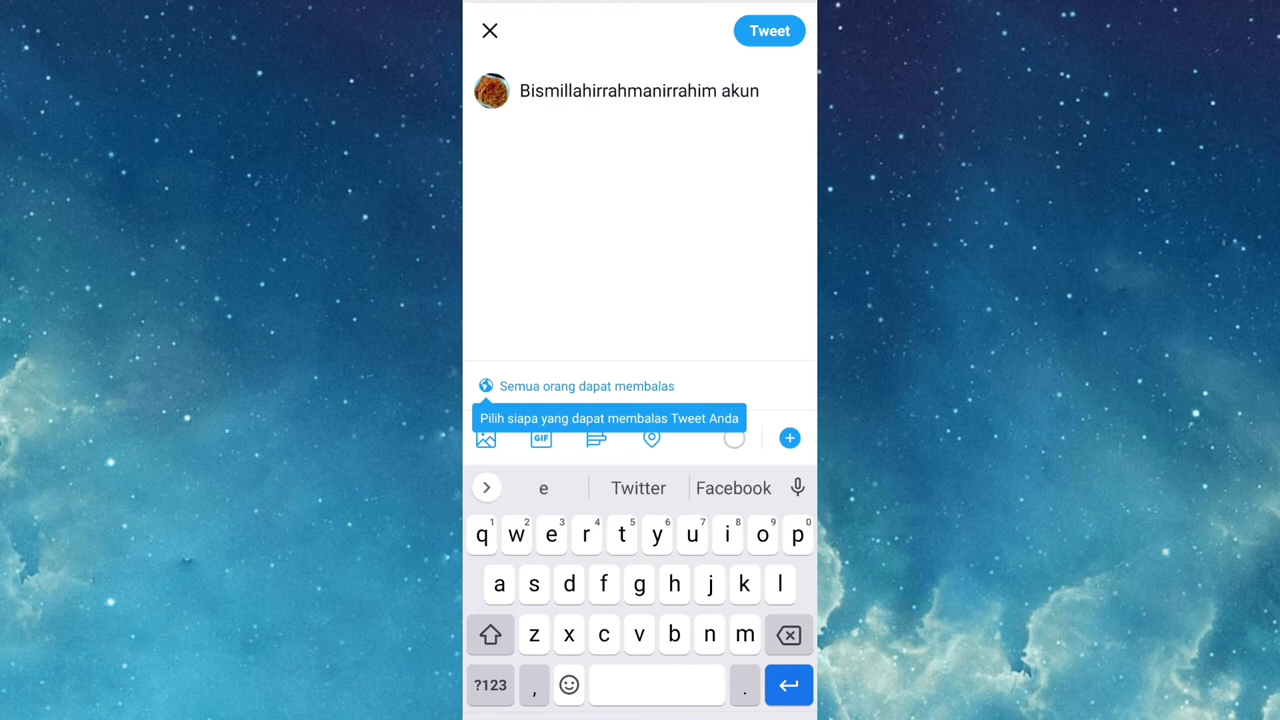 Tweet
Bismillahirrahmanirrahim akun
Semua orang dapat membalas
Pilih siapa yang dapat membalas Tweet Anda
GIF
e Twitter Facebook
1 2 3 4 5 6 7 8 9 0
q w e r t y u i o p
a s d f g h j k l
z x c v b n m
?123 , .